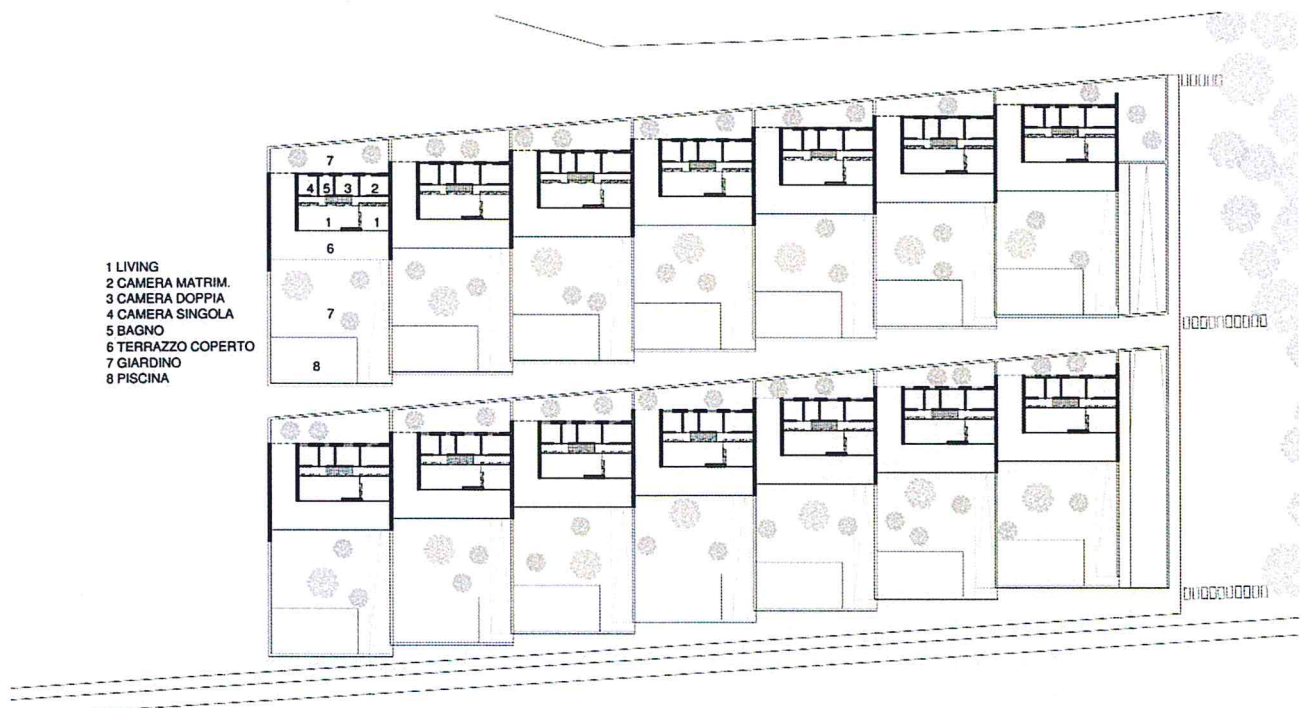 1 LIVING
2 CAMERA MATRIM.
3 CAMERA DOPPIA
4 CAMERA SINGOLA
5 BAGNO
6 TERRAZZO COPERTO
7 GIARDINO
8 PISCINA
7
4 5 3 2
1 1
6
7
8